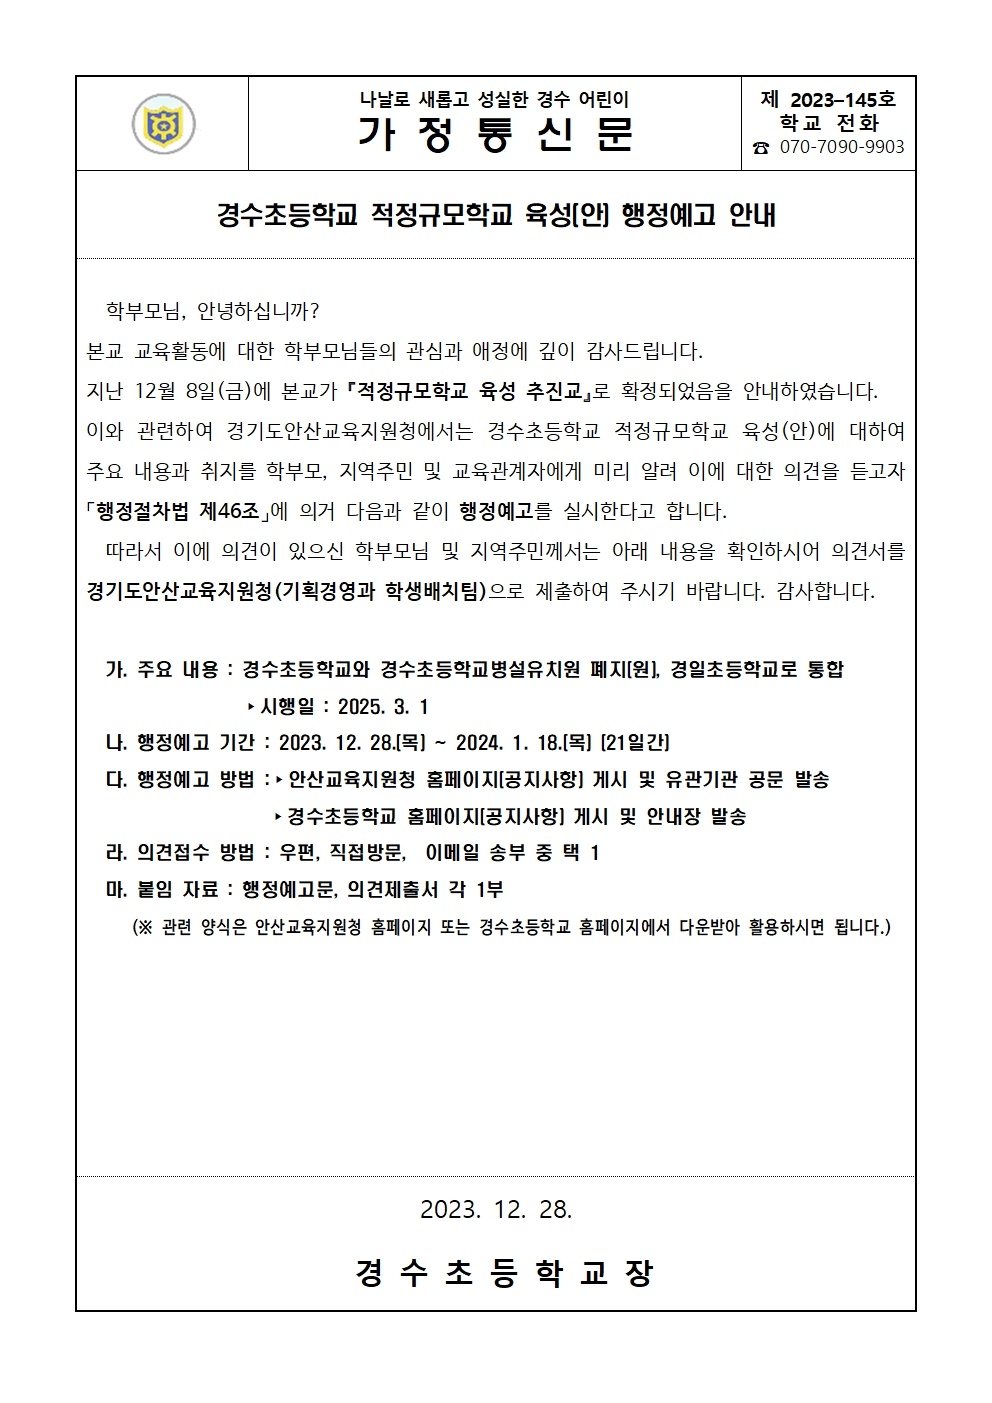 나날로 새롭고 성실한 경수 어린이
가 정 통 신 문
제 2023-145호
학교 전화
☎ 070-7090-9903
경수초등학교 적정규모학교 육성(안) 행정예고 안내
학부모님, 안녕하십니까?
본교 교육활동에 대한 학부모님들의 관심과 애정에 깊이 감사드립니다.
지난 12월 8일(금)에 본교가 『적정규모학교 육성 추진교』로 확정되었음을 안내하였습니다.
이와 관련하여 경기도안산교육지원청에서는 경수초등학교 적정규모학교 육성(안)에 대하여
주요 내용과 취지를 학부모, 지역주민 및 교육관계자에게 미리 알려 이에 대한 의견을 듣고자
「행정절차법 제46조」에 의거 다음과 같이 행정예고를 실시한다고 합니다.
따라서 이에 의견이 있으신 학부모님 및 지역주민께서는 아래 내용을 확인하시어 의견서를
경기도안산교육지원청(기획경영과 학생배치팀)으로 제출하여 주시기 바랍니다. 감사합니다.
가. 주요 내용 : 경수초등학교와 경수초등학교병설유치원 폐지(원), 경일초등학교로 통합
▸시행일 : 2025. 3. 1
나. 행정예고 기간 : 2023. 12. 28.(목) ~ 2024. 1. 18.(목) (21일간)
다. 행정예고 방법 :▸안산교육지원청 홈페이지(공지사항) 게시 및 유관기관 공문 발송
▸경수초등학교 홈페이지(공지사항) 게시 및 안내장 발송
라. 의견접수 방법 : 우편, 직접방문, 이메일 송부 중 택 1
마. 붙임 자료 : 행정예고문, 의견제출서 각 1부
(※ 관련 양식은 안산교육지원청 홈페이지 또는 경수초등학교 홈페이지에서 다운받아 활용하시면 됩니다.)
2023. 12. 28.
경 수 초 등 학 교 장